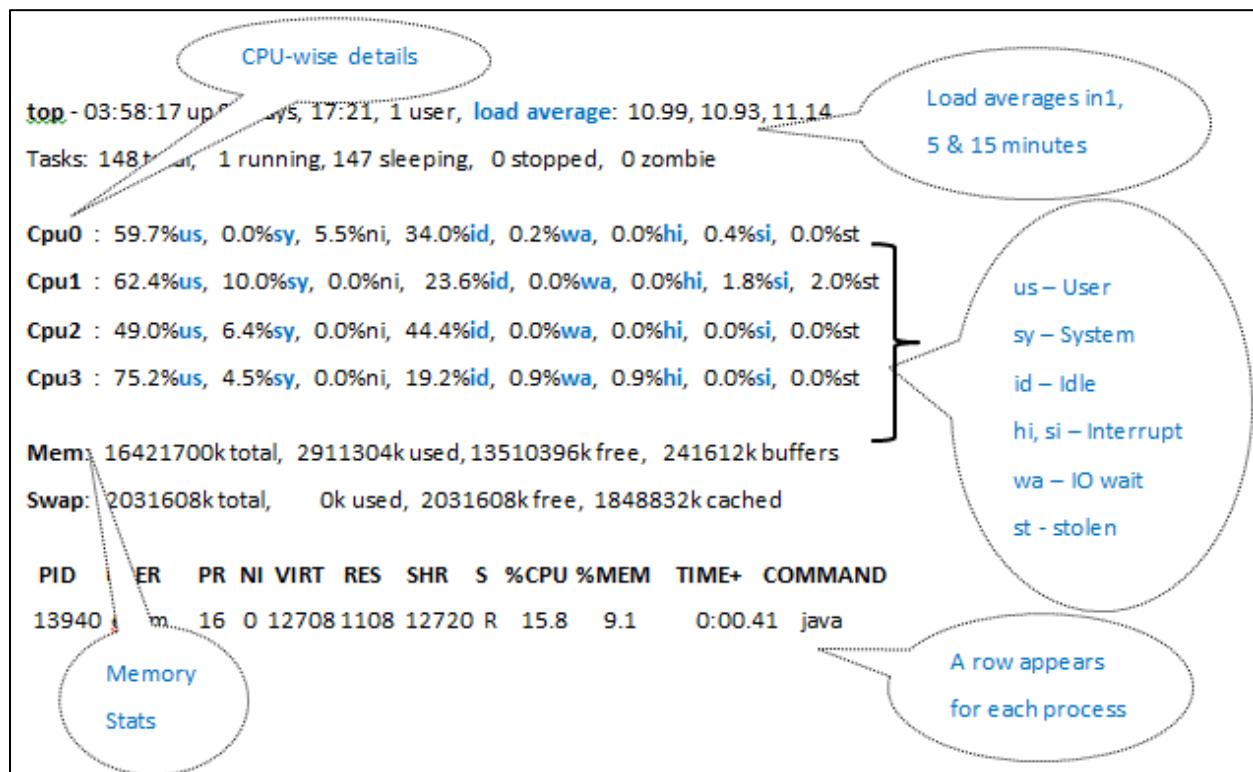 CPU-wise details
top - 03:58:17 up ays, 17:21, 1 user, load average: 10.99, 10.93, 11.14
Load averages in1,
5 & 15 minutes
Tasks: 148 total, 1 running, 147 sleeping, 0 stopped, 0 zombie
Cpu0 : 59.7%us, 0.0%sy, 5.5%ni, 34.0%id, 0.2%wa, 0.0%hi, 0.4%si, 0.0%st
Cpu1 : 62.4%us, 10.0%sy, 0.0%ni, 23.6%id, 0.0%wa, 0.0%hi, 1.8%si, 2.0%st
Cpu2 : 49.0%us, 6.4%sy, 0.0%ni, 44.4%id, 0.0%wa, 0.0%hi, 0.0%si, 0.0%st
Cpu3 : 75.2%us, 4.5%sy, 0.0%ni, 19.2%id, 0.9%wa, 0.9%hi, 0.0%si, 0.0%st
us – User
sy – System
id – Idle
hi, si – Interrupt
wa – IO wait
st - stolen
Mem: 16421700k total, 2911304k used, 13510396k free, 241612k buffers
Swap: 2031608k total, 0k used, 2031608k free, 1848832k cached
PID ER PR NI VIRT RES SHR S %CPU %MEM TIME+ COMMAND
13940 m 16 0 12708 1108 12720 R 15.8 9.1 0:00.41 java
Memory
Stats
A row appears
for each process